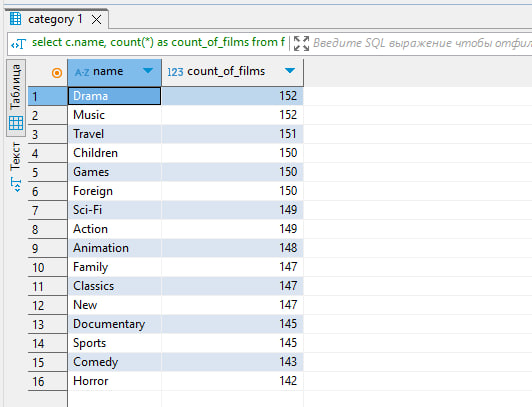 category 1
select c.name, count(*) as count_of_films from f
Введите SQL выражение чтобы отфил
Таблица
Текст
A-Z name 123 count_of_films
1 Drama 152
2 Music 152
3 Travel 151
4 Children 150
5 Games 150
6 Foreign 150
7 Sci-Fi 149
8 Action 149
9 Animation 148
10 Family 147
11 Classics 147
12 New 147
13 Documentary 145
14 Sports 145
15 Comedy 143
16 Horror 142